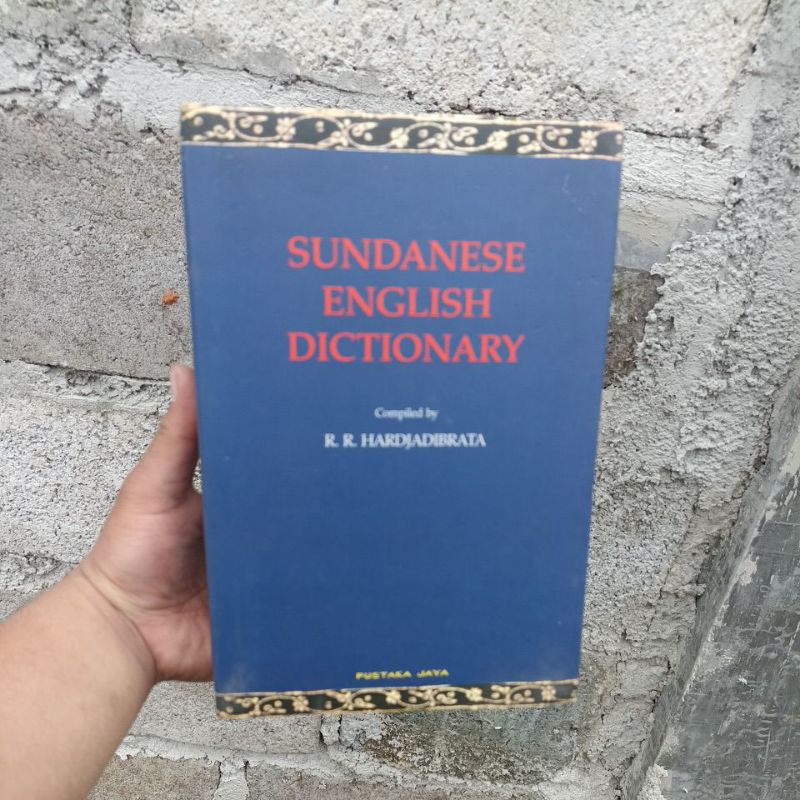 SUNDANESE
ENGLISH
DICTIONARY
Compiled by
R. R. HARDJADIBRATA
PUSTAKA JAYA